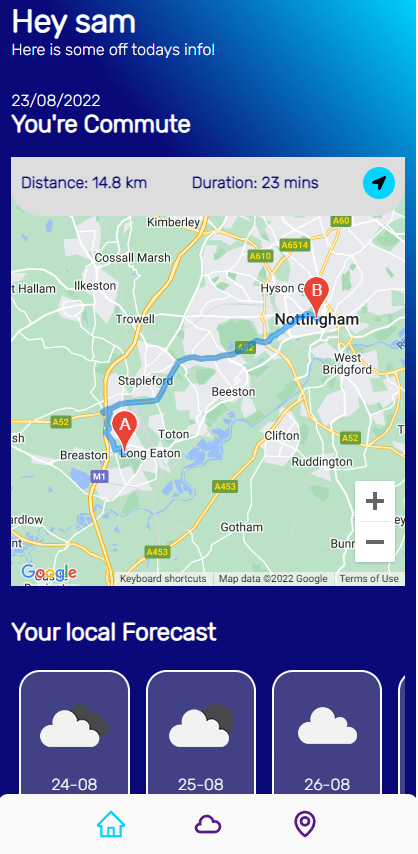 Hey sam
Here is some off todays info!
23/08/2022
You're Commute
Distance: 14.8 km
Duration: 23 mins
Kimberley
A60
A6514
A610
Cossall Marsh
t Hallam
Ilkeston
Hyson G
B
Trowell
Nottingham
A52
West
Bridgford
Stapleford
Beeston
A52
A
Toton
Clifton
A52
sh
Breaston
Long Eaton
Ruddington
M1
A453
ardlow
Gotham
Bunn
A453
+
−
Google
Keyboard shortcuts
Map data ©2022 Google
Terms of Use
Your local Forecast
24-08
25-08
26-08